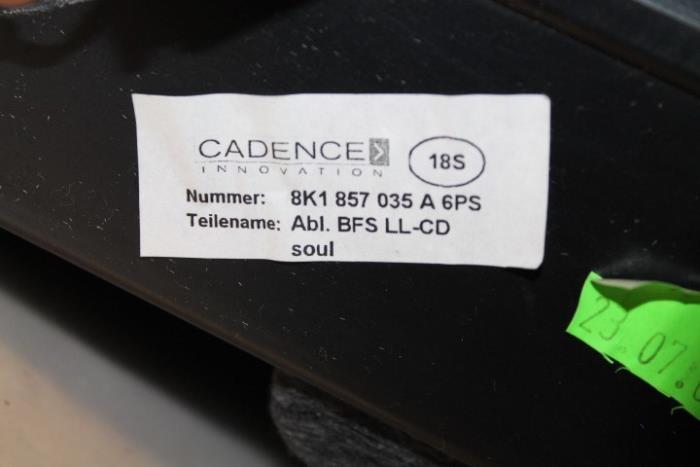 CADENCE
INNOVATION
18S
Nummer: 8K1 857 035 A 6PS
Teilename: Abl. BFS LL-CD
soul
23.07.